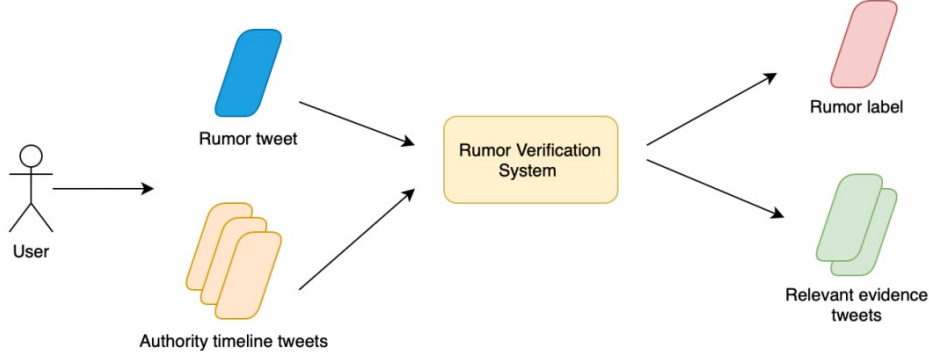 User
Rumor tweet
Authority timeline tweets
Rumor Verification
System
Rumor label
Relevant evidence
tweets